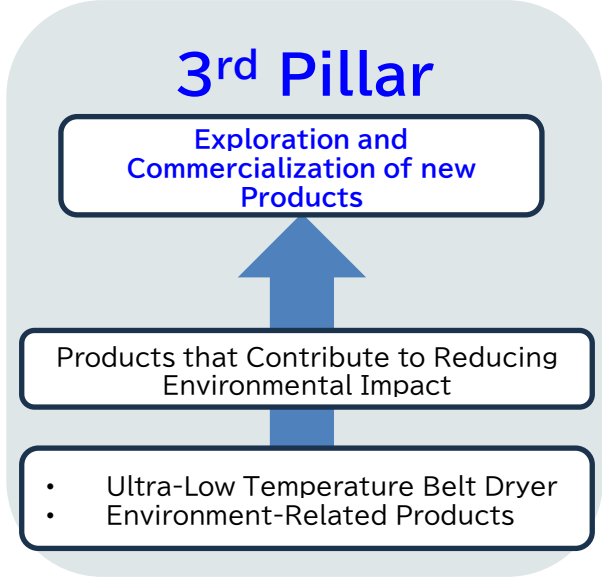 3rd Pillar
Exploration and
Commercialization of new
Products
Products that Contribute to Reducing
Environmental Impact
• Ultra-Low Temperature Belt Dryer
• Environment-Related Products